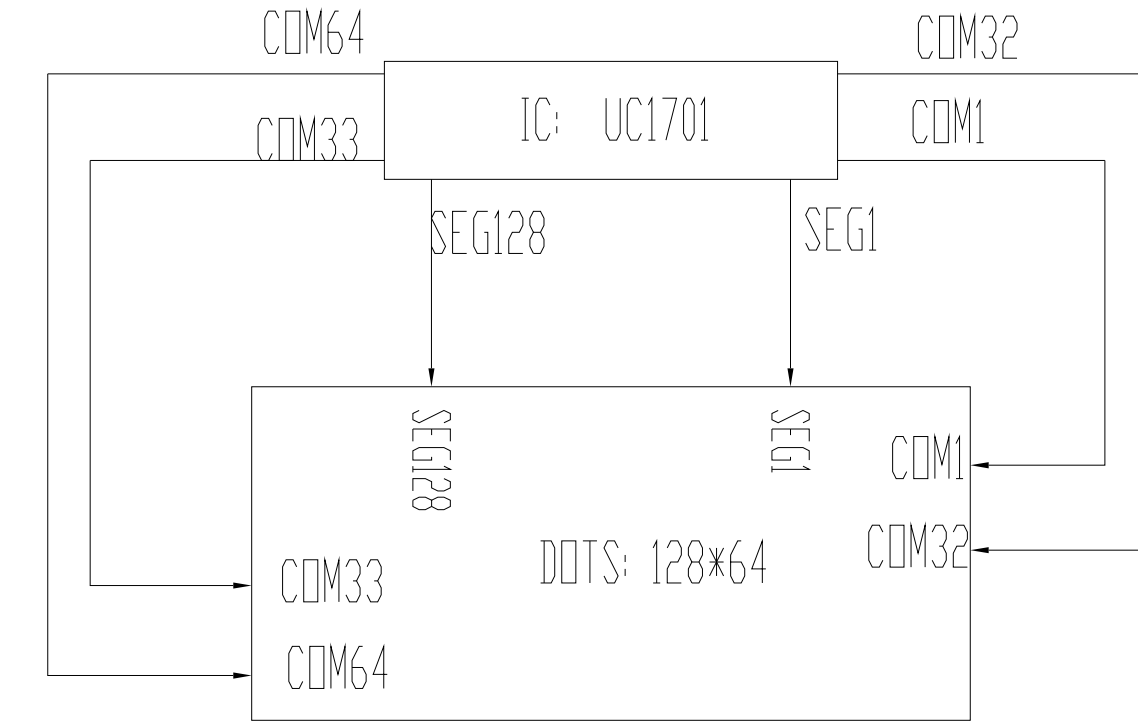 COM64
COM32
IC: UC1701
COM33
COM1
SEG128
SEG1
SEG128
SEG1
COM1
COM32
DOTS: 128*64
COM33
COM64